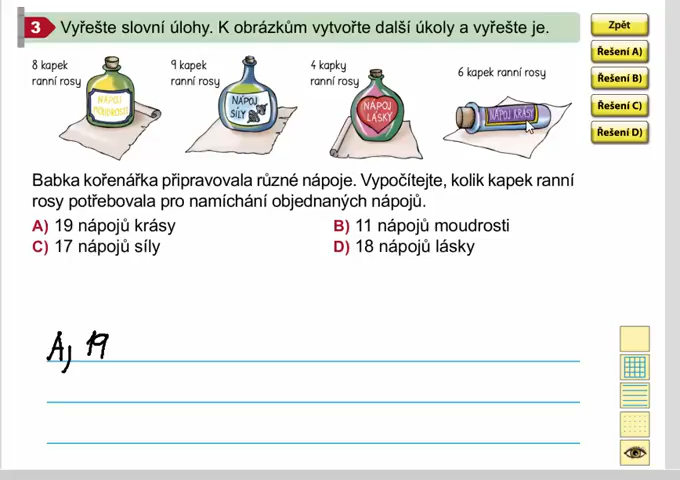 3 Vyřešte slovní úlohy. K obrázkům vytvořte další úkoly a vyřešte je.
Zpět
Řešení A)
Řešení B)
Řešení C)
Řešení D)
8 kapek
ranní rosy
9 kapek
ranní rosy
4 kapky
ranní rosy
6 kapek ranní rosy
NÁPOJ
MOUDROSTI
NÁPOJ
SÍLY
NÁPOJ
LÁSKY
NÁPOJ KRÁSY
Babka kořenářka připravovala různé nápoje. Vypočítejte, kolik kapek ranní
rosy potřebovala pro namíchání objednaných nápojů.
A) 19 nápojů krásy
B) 11 nápojů moudrosti
C) 17 nápojů síly
D) 18 nápojů lásky
A) 19